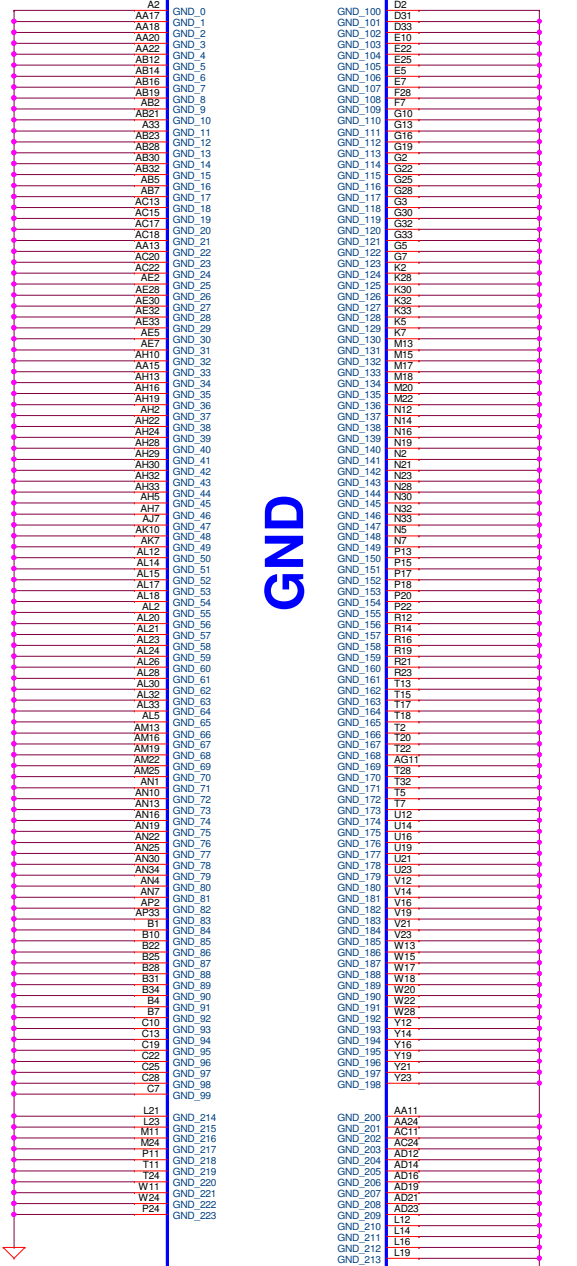 A2 GND_0
AA17 GND_1
AA18 GND_2
AA20 GND_3
AA22 GND_4
AB12 GND_5
AB14 GND_6
AB16 GND_7
AB19 GND_8
AB2 GND_9
AB21 GND_10
A33 GND_11
AB23 GND_12
AB28 GND_13
AB30 GND_14
AB32 GND_15
AB5 GND_16
AB7 GND_17
AC13 GND_18
AC15 GND_19
AC17 GND_20
AC18 GND_21
AA13 GND_22
AC20 GND_23
AC22 GND_24
AE2 GND_25
AE28 GND_26
AE30 GND_27
AE32 GND_28
AE33 GND_29
AE5 GND_30
AE7 GND_31
AH10 GND_32
AA15 GND_33
AH13 GND_34
AH16 GND_35
AH19 GND_36
AH2 GND_37
AH22 GND_38
AH24 GND_39
AH28 GND_40
AH29 GND_41
AH30 GND_42
AH32 GND_43
AH33 GND_44
AH5 GND_45
AH7 GND_46
AJ7 GND_47
AK10 GND_48
AK7 GND_49
AL12 GND_50
AL14 GND_51
AL15 GND_52
AL17 GND_53
AL18 GND_54
AL2 GND_55
AL20 GND_56
AL21 GND_57
AL23 GND_58
AL24 GND_59
AL26 GND_60
AL28 GND_61
AL30 GND_62
AL32 GND_63
AL33 GND_64
AL5 GND_65
AM13 GND_66
AM16 GND_67
AM19 GND_68
AM22 GND_69
AM25 GND_70
AN1 GND_71
AN10 GND_72
AN13 GND_73
AN16 GND_74
AN19 GND_75
AN22 GND_76
AN25 GND_77
AN30 GND_78
AN34 GND_79
AN4 GND_80
AN7 GND_81
AP2 GND_82
AP33 GND_83
B1 GND_84
B10 GND_85
B22 GND_86
B25 GND_87
B28 GND_88
B31 GND_89
B34 GND_90
B4 GND_91
B7 GND_92
C10 GND_93
C13 GND_94
C19 GND_95
C22 GND_96
C25 GND_97
C28 GND_98
C7 GND_99
L21 GND_214
L23 GND_215
M11 GND_216
M24 GND_217
P11 GND_218
T11 GND_219
T24 GND_220
W11 GND_221
W24 GND_222
P24 GND_223
GND
GND_100 D2
GND_101 D31
GND_102 D33
GND_103 E10
GND_104 E22
GND_105 E25
GND_106 E5
GND_107 E7
GND_108 F28
GND_109 F7
GND_110 G10
GND_111 G13
GND_112 G16
GND_113 G19
GND_114 G2
GND_115 G22
GND_116 G25
GND_117 G28
GND_118 G3
GND_119 G30
GND_120 G32
GND_121 G33
GND_122 G5
GND_123 G7
GND_124 K2
GND_125 K28
GND_126 K30
GND_127 K32
GND_128 K33
GND_129 K5
GND_130 K7
GND_131 M13
GND_132 M15
GND_133 M17
GND_134 M18
GND_135 M20
GND_136 M22
GND_137 N12
GND_138 N14
GND_139 N16
GND_140 N19
GND_141 N2
GND_142 N21
GND_143 N23
GND_144 N28
GND_145 N30
GND_146 N32
GND_147 N33
GND_148 N5
GND_149 N7
GND_150 P13
GND_151 P15
GND_152 P17
GND_153 P18
GND_154 P20
GND_155 P22
GND_156 R12
GND_157 R14
GND_158 R16
GND_159 R19
GND_160 R21
GND_161 R23
GND_162 T13
GND_163 T15
GND_164 T17
GND_165 T18
GND_166 T2
GND_167 T20
GND_168 T22
GND_169 AG11
GND_170 T28
GND_171 T32
GND_172 T5
GND_173 T7
GND_174 U12
GND_175 U14
GND_176 U16
GND_177 U19
GND_178 U21
GND_179 U23
GND_180 V12
GND_181 V14
GND_182 V16
GND_183 V19
GND_184 V21
GND_185 V23
GND_186 W13
GND_187 W15
GND_188 W17
GND_189 W18
GND_190 W20
GND_191 W22
GND_192 W28
GND_193 Y12
GND_194 Y14
GND_195 Y16
GND_196 Y19
GND_197 Y21
GND_198 Y23
GND_200 AA11
GND_201 AA24
GND_202 AC11
GND_203 AC24
GND_204 AD12
GND_205 AD14
GND_206 AD16
GND_207 AD19
GND_208 AD21
GND_209 AD23
GND_210 L12
GND_211 L14
GND_212 L16
GND_213 L19